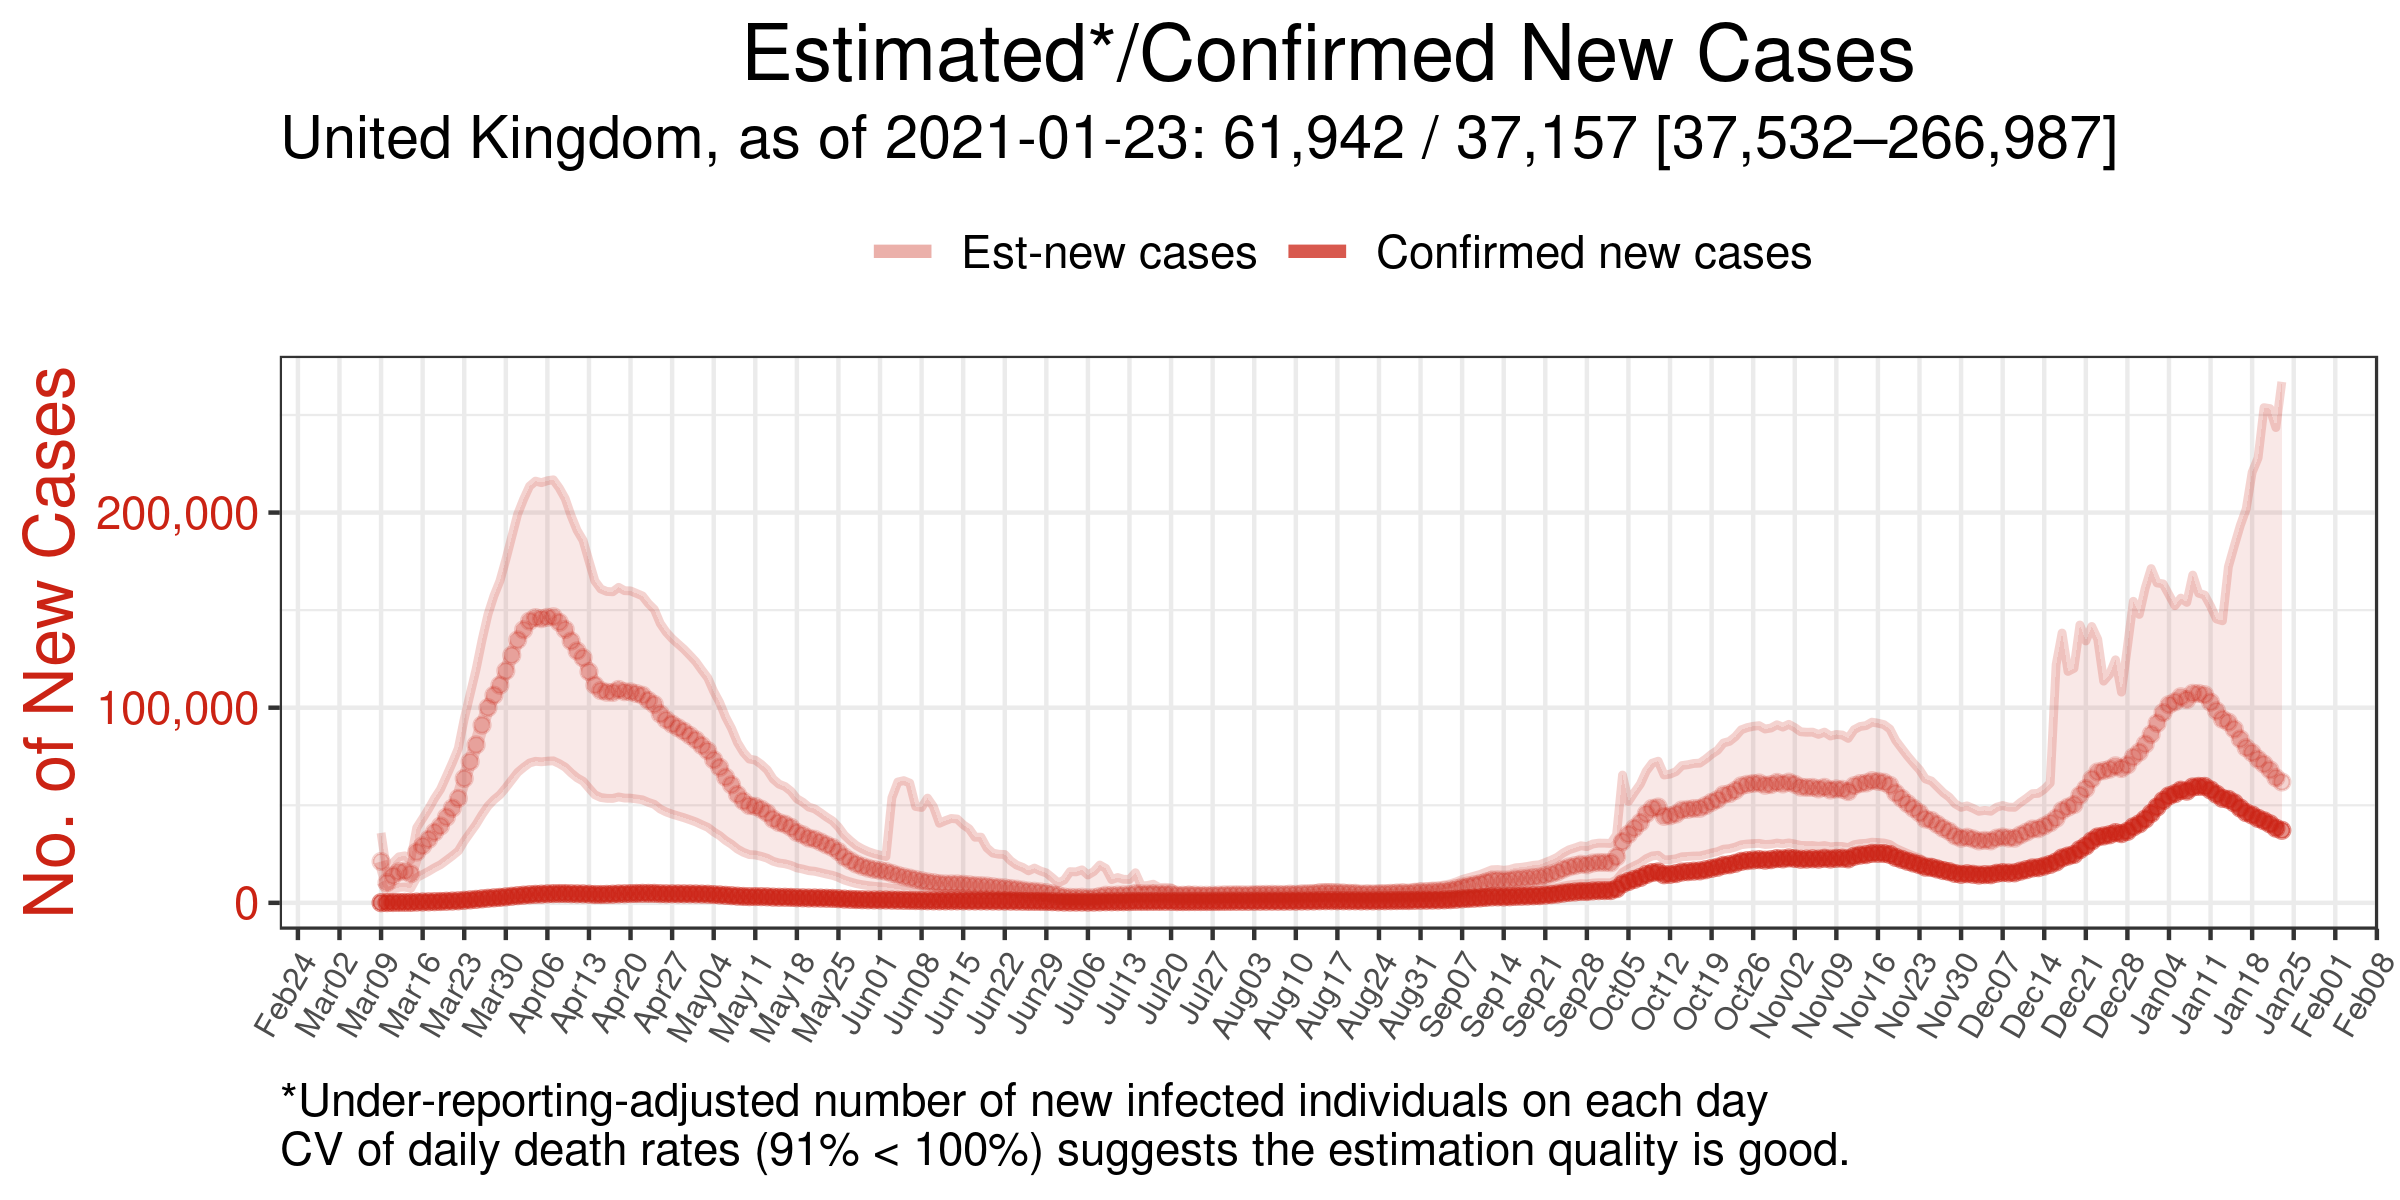 Estimated*/Confirmed New Cases
United Kingdom, as of 2021-01-23: 61,942 / 37,157 [37,532–266,987]
Est-new cases
Confirmed new cases
No. of New Cases
200,000
100,000
0
Feb24
Mar02
Mar09
Mar16
Mar23
Mar30
Apr06
Apr13
Apr20
Apr27
May04
May11
May18
May25
Jun01
Jun08
Jun15
Jun22
Jun29
Jul06
Jul13
Jul20
Jul27
Aug03
Aug10
Aug17
Aug24
Aug31
Sep07
Sep14
Sep21
Sep28
Oct05
Oct12
Oct19
Oct26
Nov02
Nov09
Nov16
Nov23
Nov30
Dec07
Dec14
Dec21
Dec28
Jan04
Jan11
Jan18
Jan25
Feb01
Feb08
*Under-reporting-adjusted number of new infected individuals on each day
CV of daily death rates (91% < 100%) suggests the estimation quality is good.